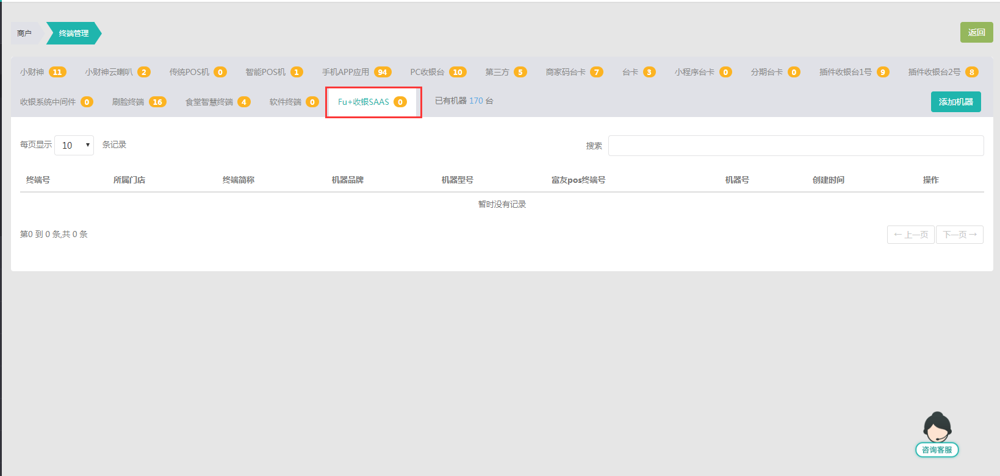 商户 终端管理 返回
小财神 11 小财神云喇叭 2 传统POS机 0 智能POS机 1 手机APP应用 94 PC收银台 10 第三方 5 商家码台卡 7 台卡 3 小程序台卡 0 分期台卡 0 插件收银台1号 9 插件收银台2号 8
收银系统中间件 0 刷脸终端 16 食堂智慧终端 4 软件终端 0 Fu+收银SAAS 0 已有机器 170 台 添加机器
每页显示 10 条记录 搜索
终端号 所属门店 终端简称 机器品牌 机器型号 富友pos终端号 机器号 创建时间 操作
暂时没有记录
第0 到 0 条,共 0 条 ← 上一页 下一页 →
咨询客服